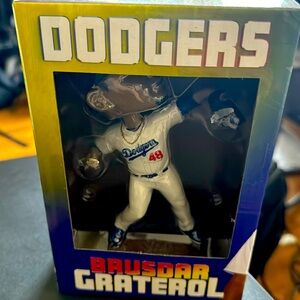 DODGERS
Dodgers
48
BRUSDAR
GRATEROL